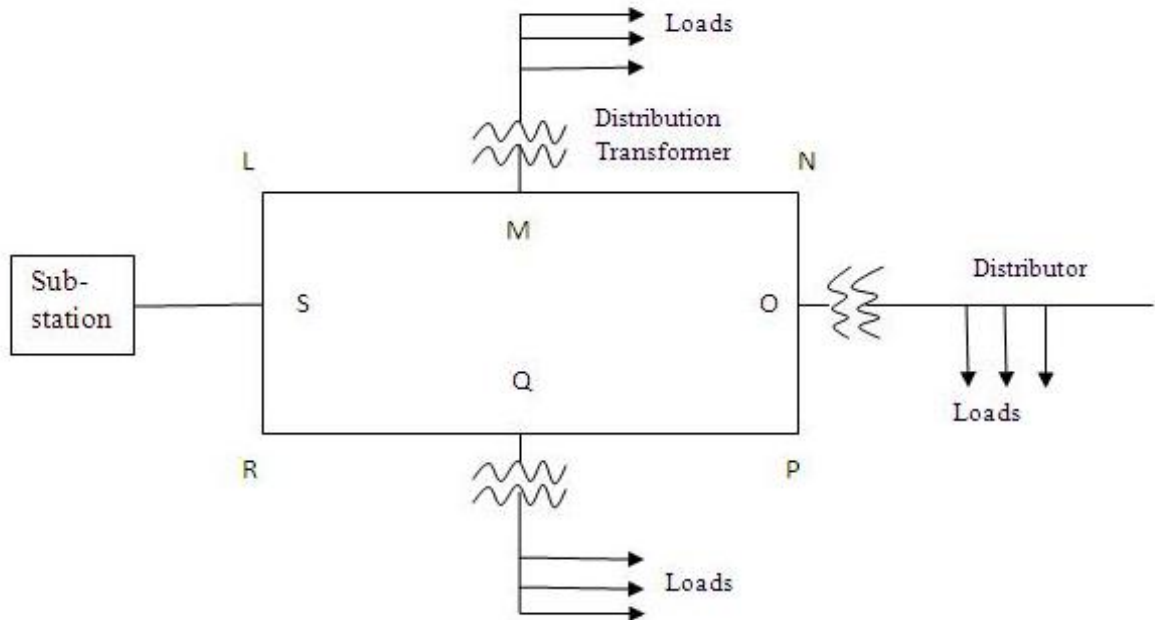 Loads
Distribution
Transformer
L
N
M
Sub-
station
S
O
Distributor
Q
Loads
R
P
Loads